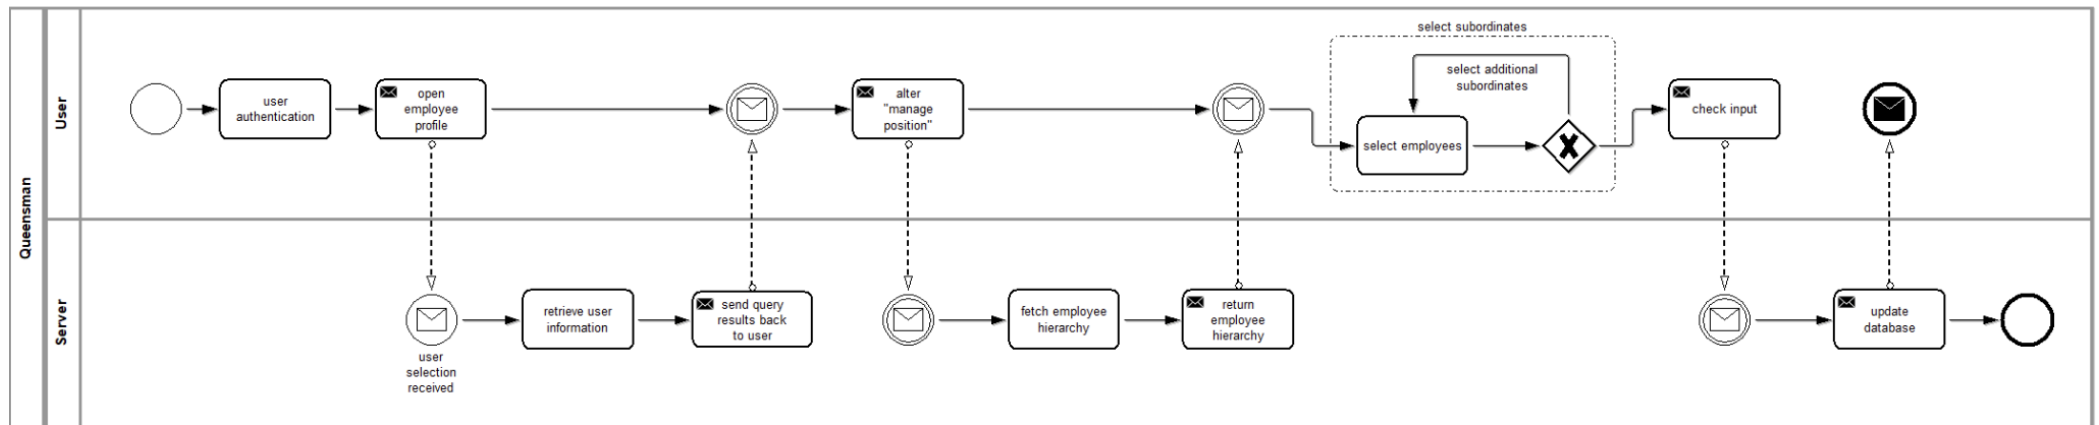 Queensman
User
Server
user
authentication
open
employee
profile
alter
"manage
position"
select subordinates
select additional
subordinates
select employees
check input
user
selection
received
retrieve user
information
send query
results back
to user
fetch employee
hierarchy
return
employee
hierarchy
update
database